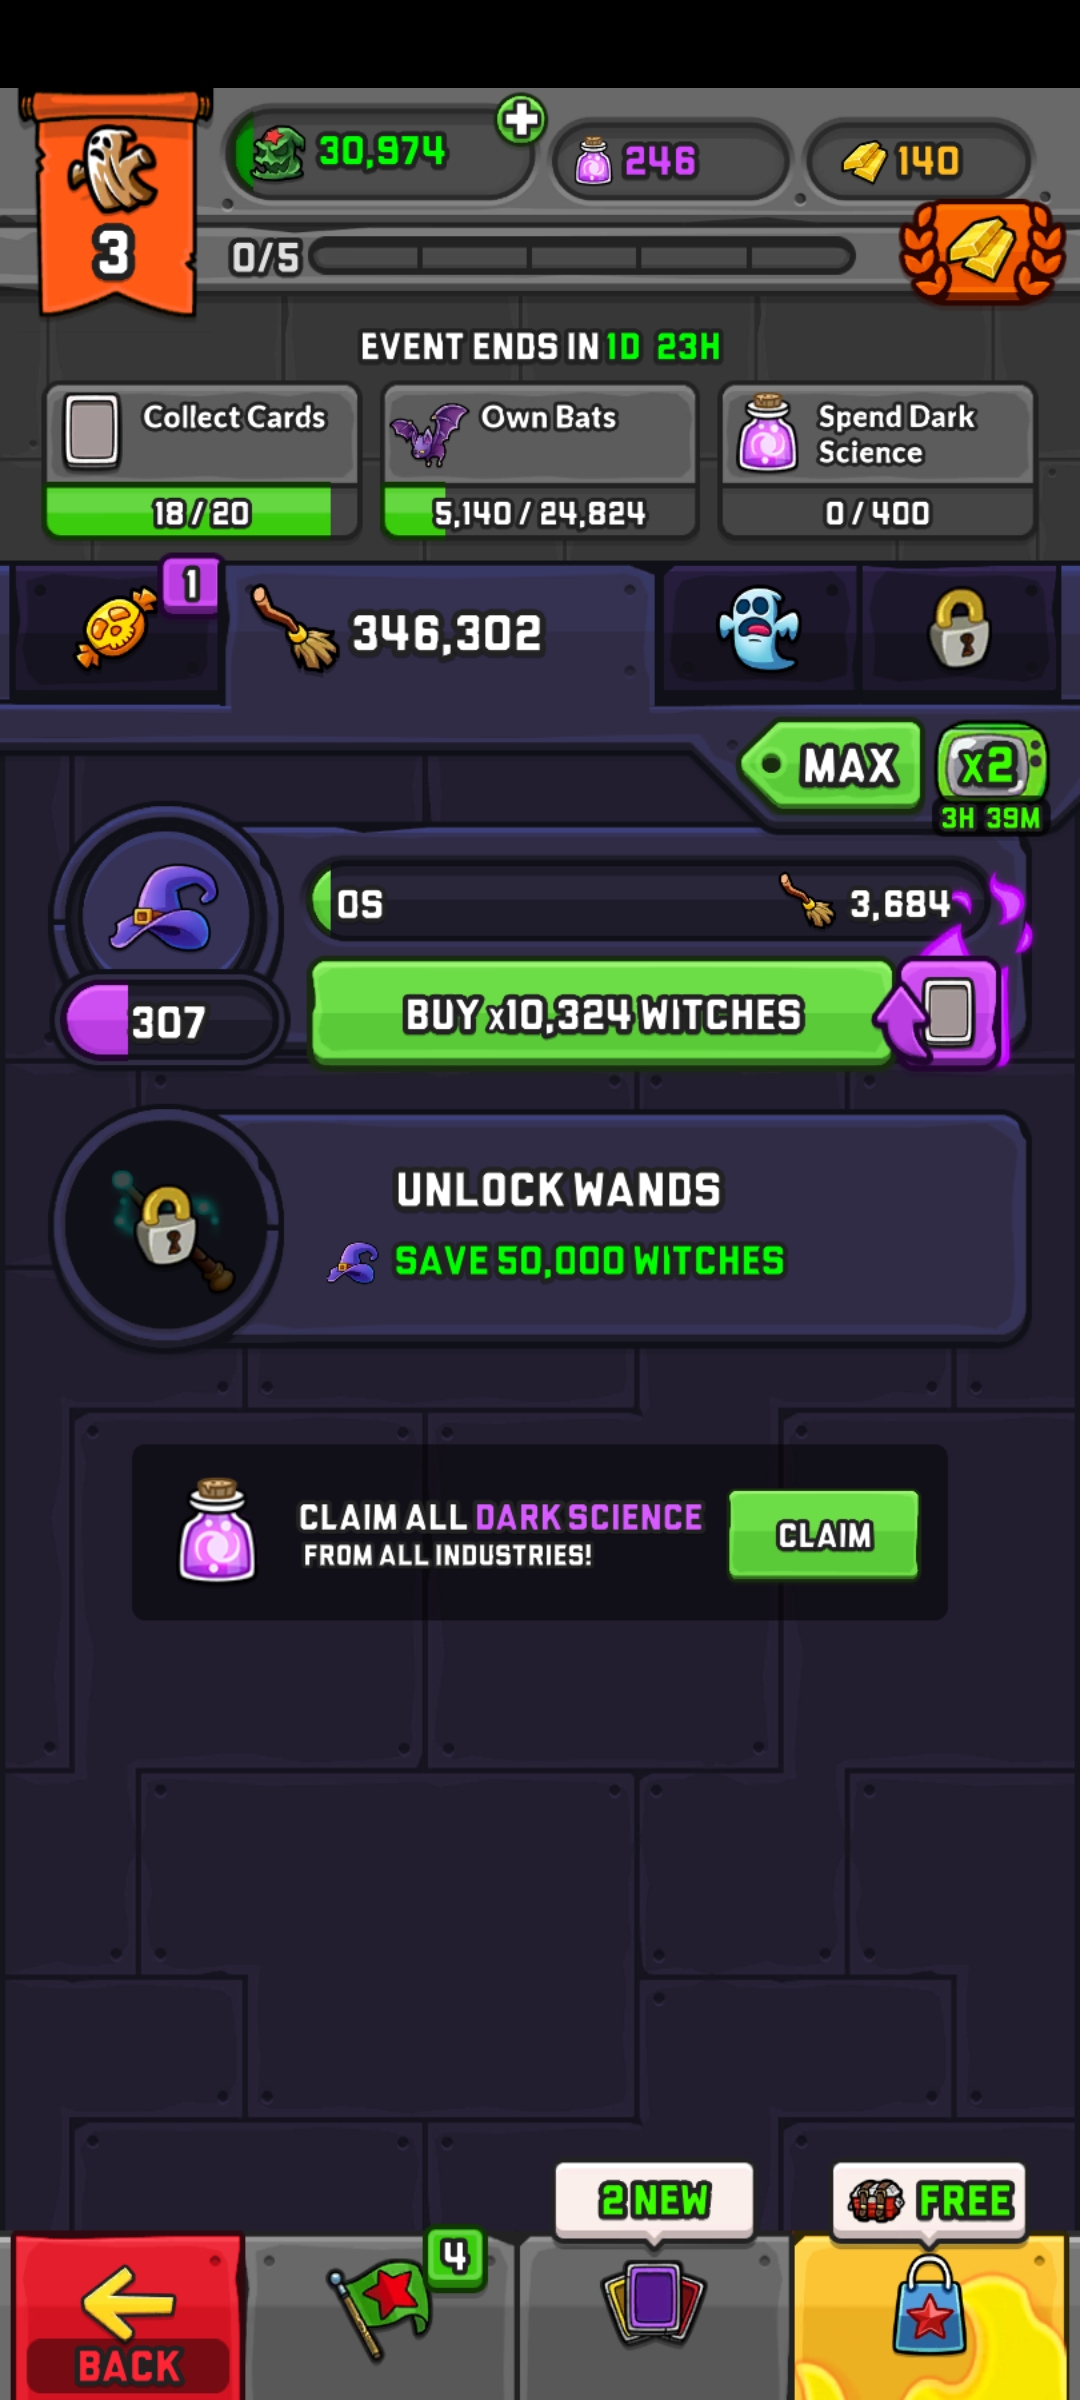 30,974
246
140
3
0/5
EVENT ENDS IN 1D 23H
Collect Cards
18/20
Own Bats
5,140/24,824
Spend Dark
Science
0/400
1
346,302
MAX
x2
3H 39M
0S
3,684
307
BUY x10,324 WITCHES
UNLOCK WANDS
SAVE 50,000 WITCHES
CLAIM ALL DARK SCIENCE
FROM ALL INDUSTRIES!
CLAIM
2 NEW
FREE
4
BACK